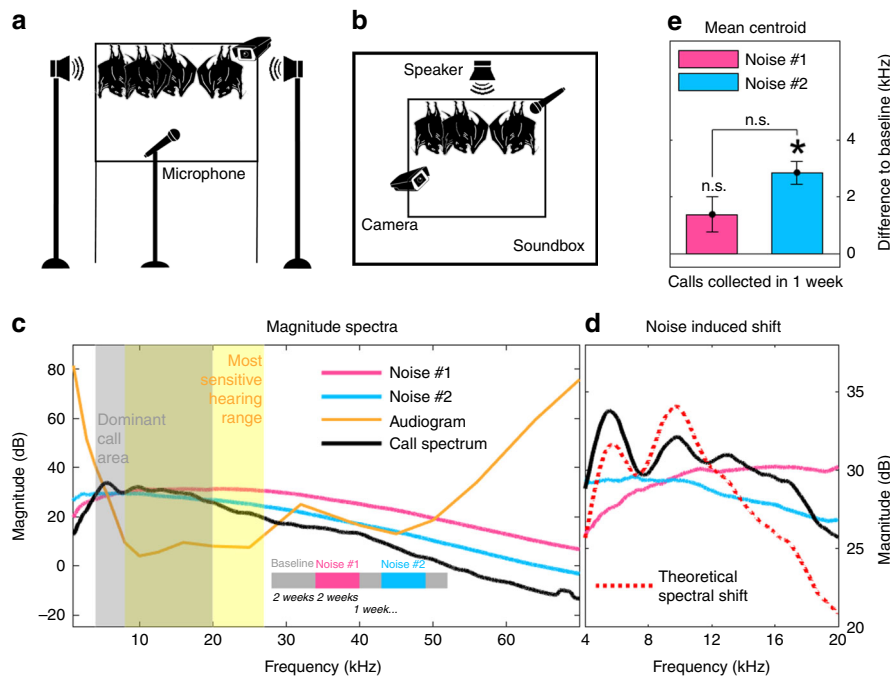 a
Microphone
b
Speaker
Camera
Soundbox
e
Mean centroid
Noise #1
Noise #2
n.s.
n.s.
*
4
2
0
Difference to baseline (kHz)
Calls collected in 1 week
c
Magnitude spectra
80
60
40
20
0
–20
Magnitude (dB)
Dominant
call
area
Most
sensitive
hearing
range
Noise #1
Noise #2
Audiogram
Call spectrum
Baseline Noise #1 Noise #2
2 weeks 2 weeks
1 week...
10 20 30 40 50 60
Frequency (kHz)
d
Noise induced shift
35
30
25
20
Magnitude (dB)
Theoretical
spectral shift
4 8 12 16 20
Frequency (kHz)